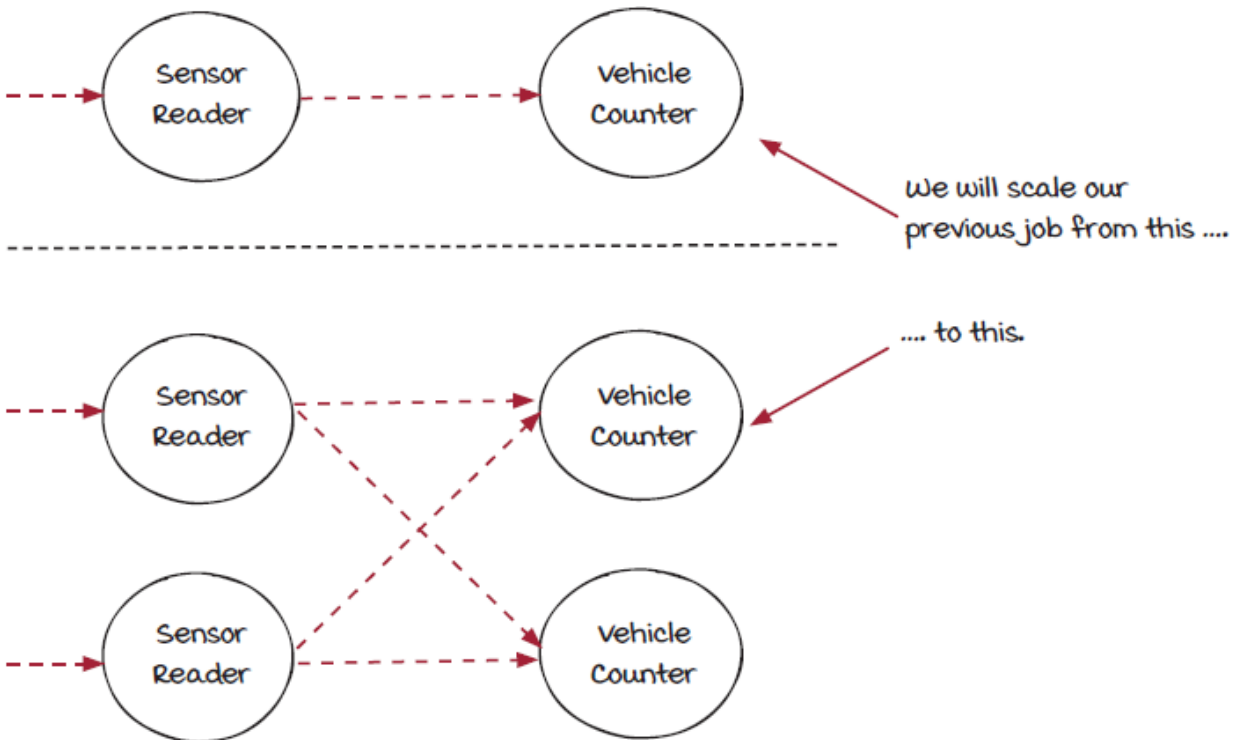 Sensor
Reader
Vehicle
Counter
We will scale our
previous job from this ....
.... to this.
Sensor
Reader
Vehicle
Counter
Sensor
Reader
Vehicle
Counter